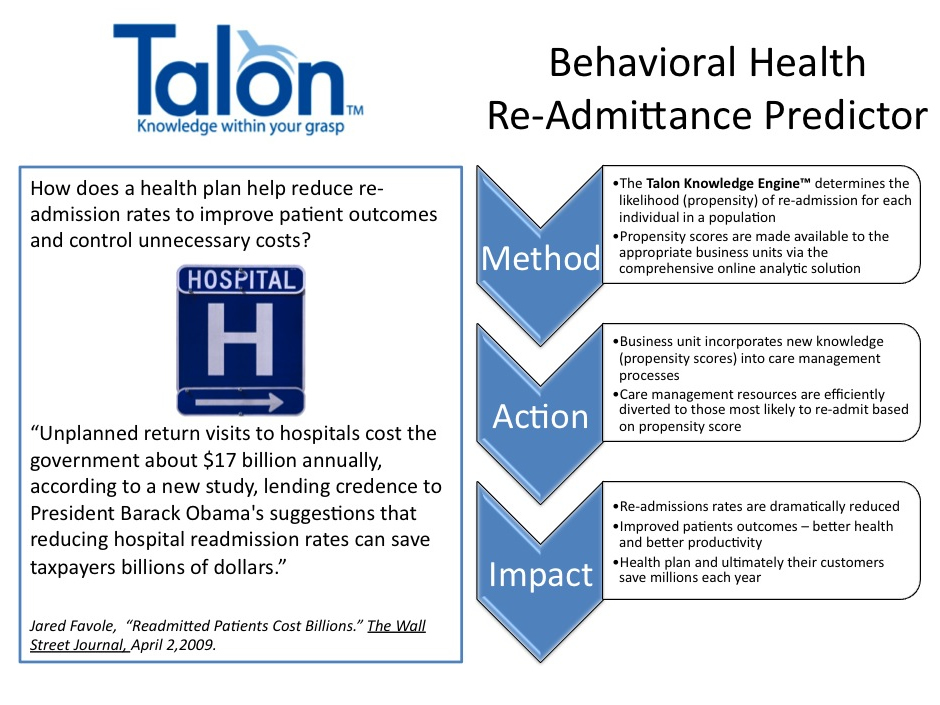 Talon™
Knowledge within your grasp
Behavioral Health
Re-Admittance Predictor
How does a health plan help reduce re-
admission rates to improve patient outcomes
and control unnecessary costs?
HOSPITAL
H
“Unplanned return visits to hospitals cost the
government about $17 billion annually,
according to a new study, lending credence to
President Barack Obama's suggestions that
reducing hospital readmission rates can save
taxpayers billions of dollars.”
Jared Favole, “Readmitted Patients Cost Billions.” The Wall
Street Journal, April 2,2009.
Method
•The Talon Knowledge Engine™ determines the
likelihood (propensity) of re-admission for each
individual in a population
•Propensity scores are made available to the
appropriate business units via the
comprehensive online analytic solution
Action
•Business unit incorporates new knowledge
(propensity scores) into care management
processes
•Care management resources are efficiently
diverted to those most likely to re-admit based
on propensity score
Impact
•Re-admissions rates are dramatically reduced
•Improved patients outcomes – better health
and better productivity
•Health plan and ultimately their customers
save millions each year